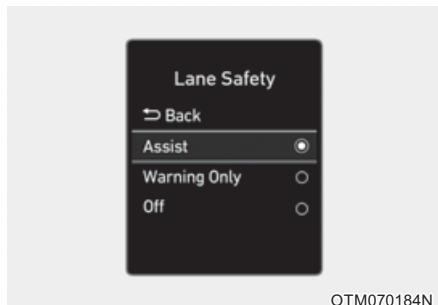 Lane Safety
Back
Assist
Warning Only
Off
OTM070184N